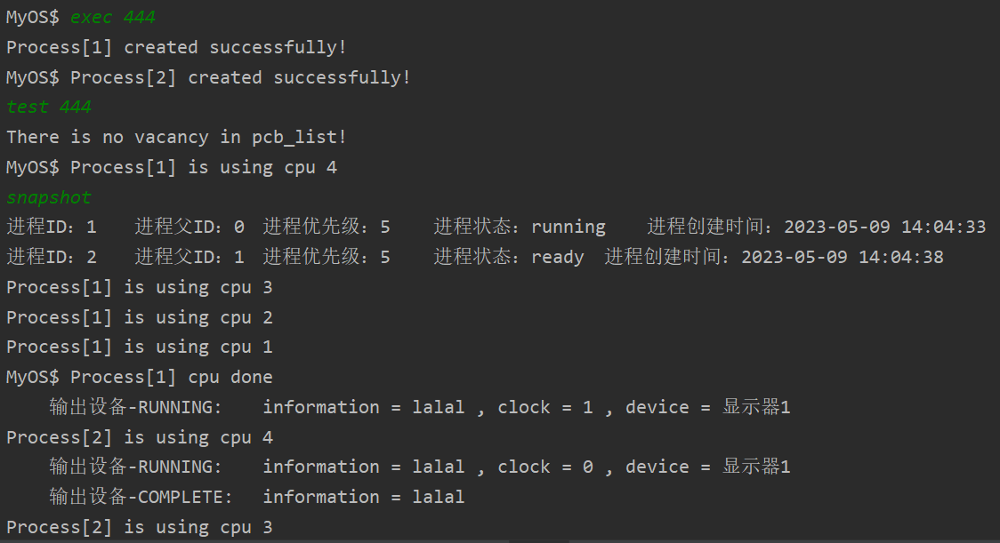 MyOS$ exec 444
Process[1] created successfully!
MyOS$ Process[2] created successfully!
test 444
There is no vacancy in pcb_list!
MyOS$ Process[1] is using cpu 4
snapshot
进程ID：1 进程父ID：0 进程优先级：5 进程状态：running 进程创建时间：2023-05-09 14:04:33
进程ID：2 进程父ID：1 进程优先级：5 进程状态：ready 进程创建时间：2023-05-09 14:04:38
Process[1] is using cpu 3
Process[1] is using cpu 2
Process[1] is using cpu 1
MyOS$ Process[1] cpu done
输出设备-RUNNING: information = lalal , clock = 1 , device = 显示器1
Process[2] is using cpu 4
输出设备-RUNNING: information = lalal , clock = 0 , device = 显示器1
输出设备-COMPLETE: information = lalal
Process[2] is using cpu 3